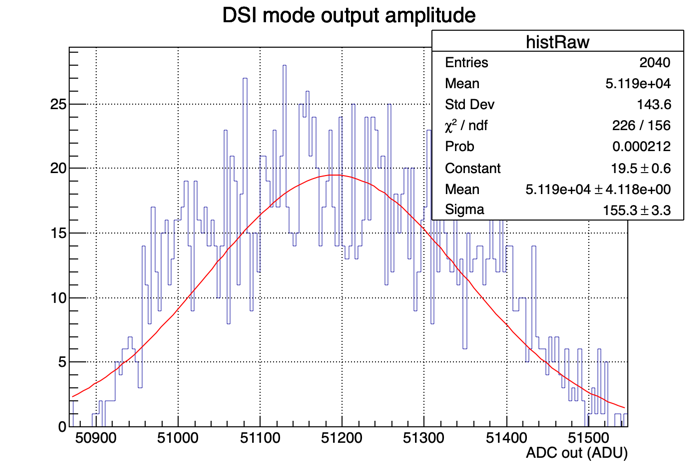 DSI mode output amplitude
histRaw
Entries 2040
Mean 5.119e+04
Std Dev 143.6
χ² / ndf 226 / 156
Prob 0.000212
Constant 19.5 ± 0.6
Mean 5.119e+04 ± 4.118e+00
Sigma 155.3 ± 3.3
25
20
15
10
5
0
50900 51000 51100 51200 51300 51400 51500
ADC out (ADU)